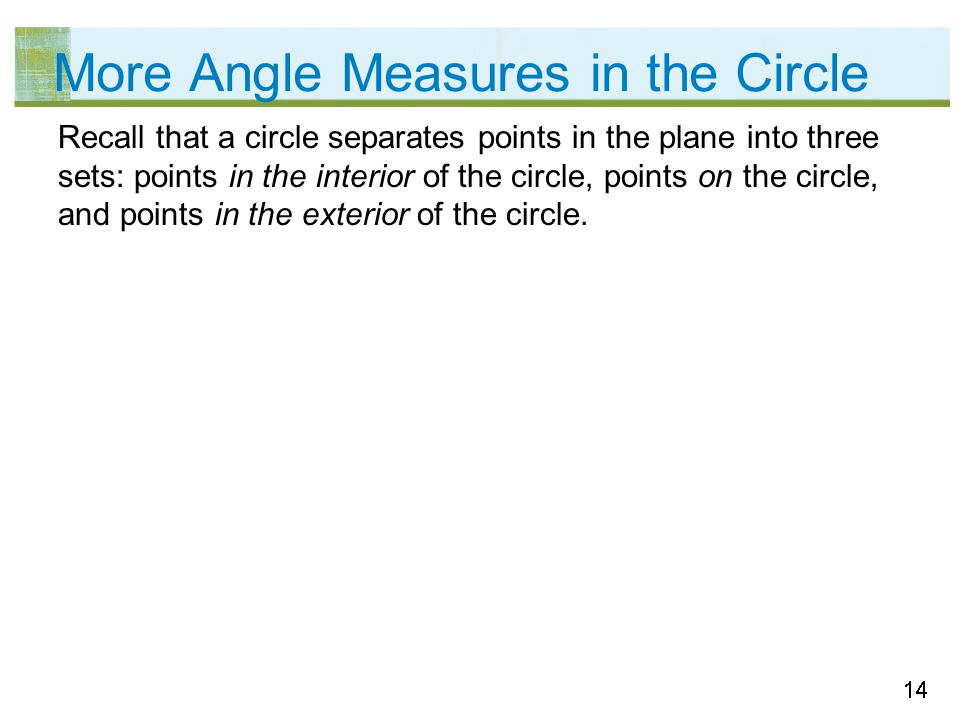 More Angle Measures in the Circle
Recall that a circle separates points in the plane into three
sets: points in the interior of the circle, points on the circle,
and points in the exterior of the circle.
14